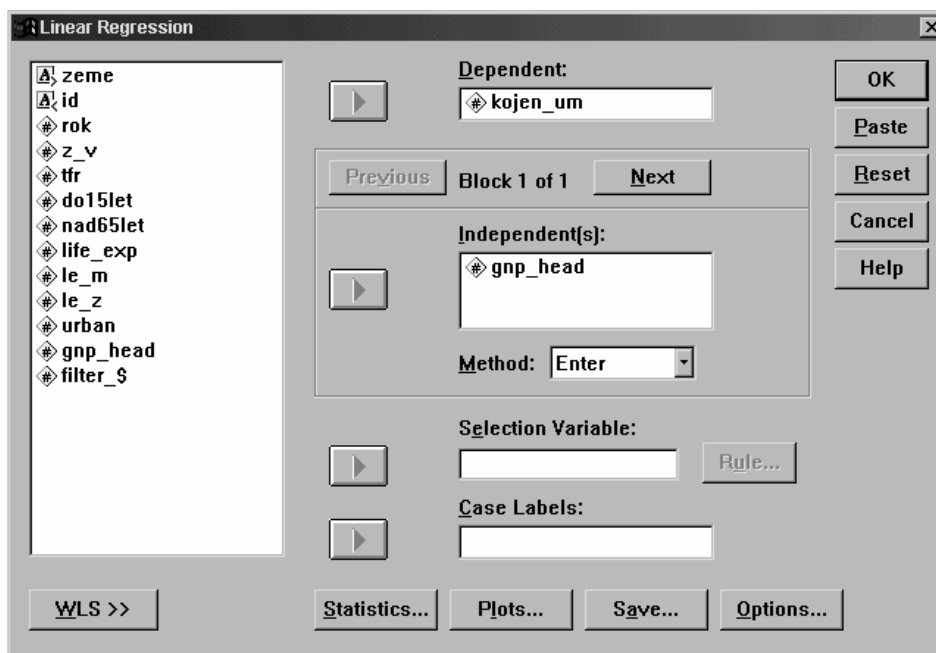 Linear Regression
zeme
id
rok
z_v
tfr
do15let
nad65let
life_exp
le_m
le_z
urban
gnp_head
filter_$
Dependent:
kojen_um
Previous
Block 1 of 1
Next
Independent(s):
gnp_head
Method: Enter
Selection Variable:
Rule...
Case Labels:
OK
Paste
Reset
Cancel
Help
WLS >>
Statistics...
Plots...
Save...
Options...